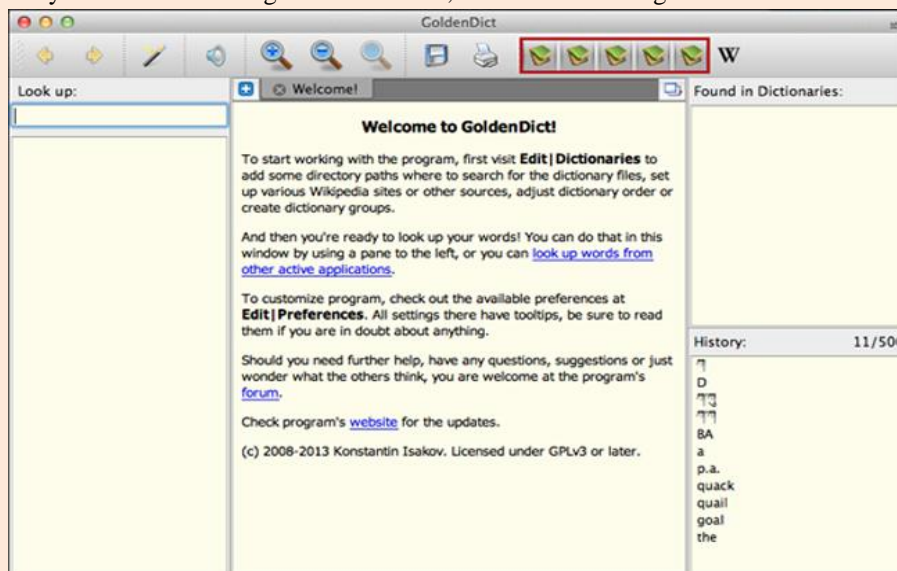 GoldenDict
W
Look up:
Welcome!
Found in Dictionaries:
Welcome to GoldenDict!
To start working with the program, first visit Edit|Dictionaries to
add some directory paths where to search for the dictionary files, set
up various Wikipedia sites or other sources, adjust dictionary order or
create dictionary groups.
And then you're ready to look up your words! You can do that in this
window by using a pane to the left, or you can look up words from
other active applications.
To customize program, check out the available preferences at
Edit|Preferences. All settings there have tooltips, be sure to read
them if you are in doubt about anything.
Should you need further help, have any questions, suggestions or just
wonder what the others think, you are welcome at the program's
forum.
Check program's website for the updates.
(c) 2008-2013 Konstantin Isakov. Licensed under GPLv3 or later.
History:
D
BA
a
p.a.
quack
quail
goal
the